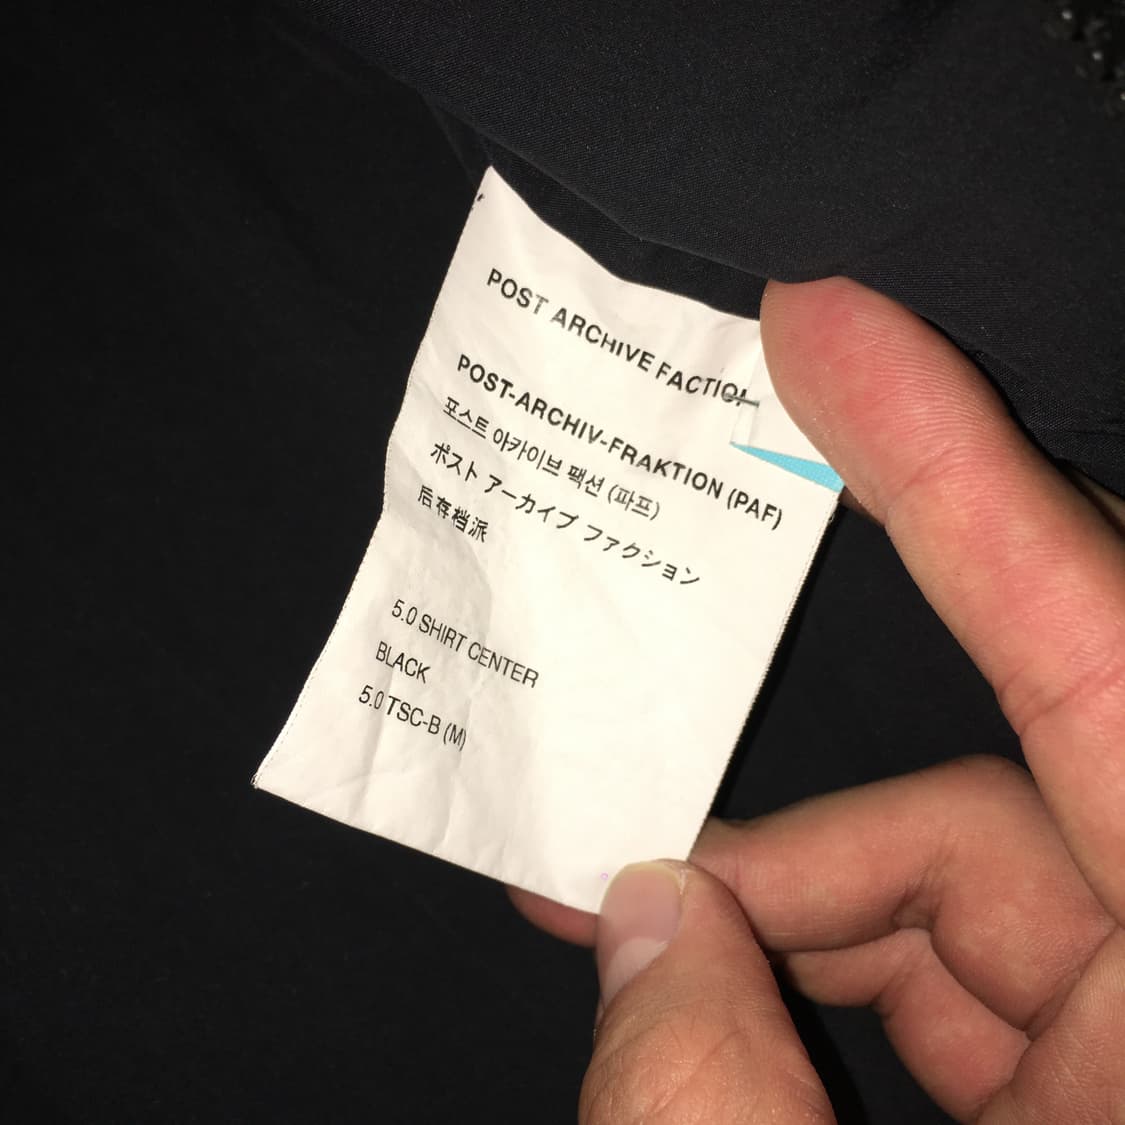 POST ARCHIVE FACTION
POST-ARCHIV-FRAKTION (PAF)
포스트 아카이브 팩션 (파프)
ポスト アーカイブ ファクション
后存档派
5.0 SHIRT CENTER
BLACK
5.0 TSC-B (M)